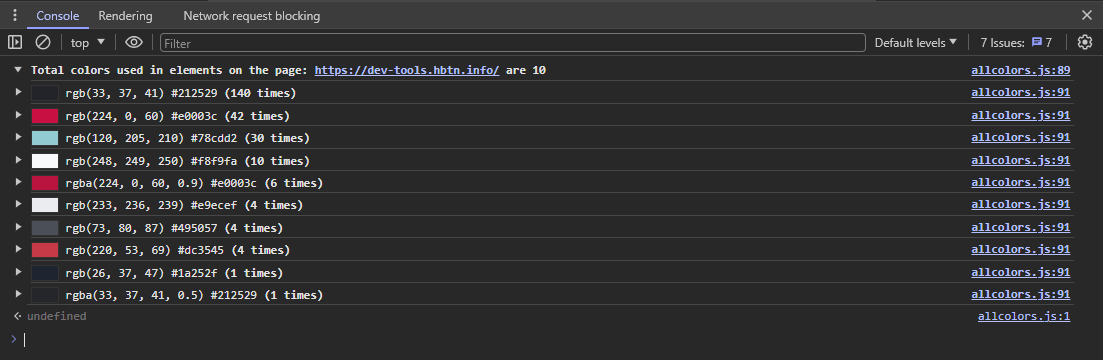 Console Rendering Network request blocking
top Filter Default levels 7 Issues: 7
Total colors used in elements on the page: https://dev-tools.hbtn.info/ are 10 allcolors.js:89
rgb(33, 37, 41) #212529 (140 times) allcolors.js:91
rgb(224, 0, 60) #e0003c (42 times) allcolors.js:91
rgb(120, 205, 210) #78cdd2 (30 times) allcolors.js:91
rgb(248, 249, 250) #f8f9fa (10 times) allcolors.js:91
rgba(224, 0, 60, 0.9) #e0003c (6 times) allcolors.js:91
rgb(233, 236, 239) #e9ecef (4 times) allcolors.js:91
rgb(73, 80, 87) #495057 (4 times) allcolors.js:91
rgb(220, 53, 69) #dc3545 (4 times) allcolors.js:91
rgb(26, 37, 47) #1a252f (1 times) allcolors.js:91
rgba(33, 37, 41, 0.5) #212529 (1 times) allcolors.js:91
undefined allcolors.js:1